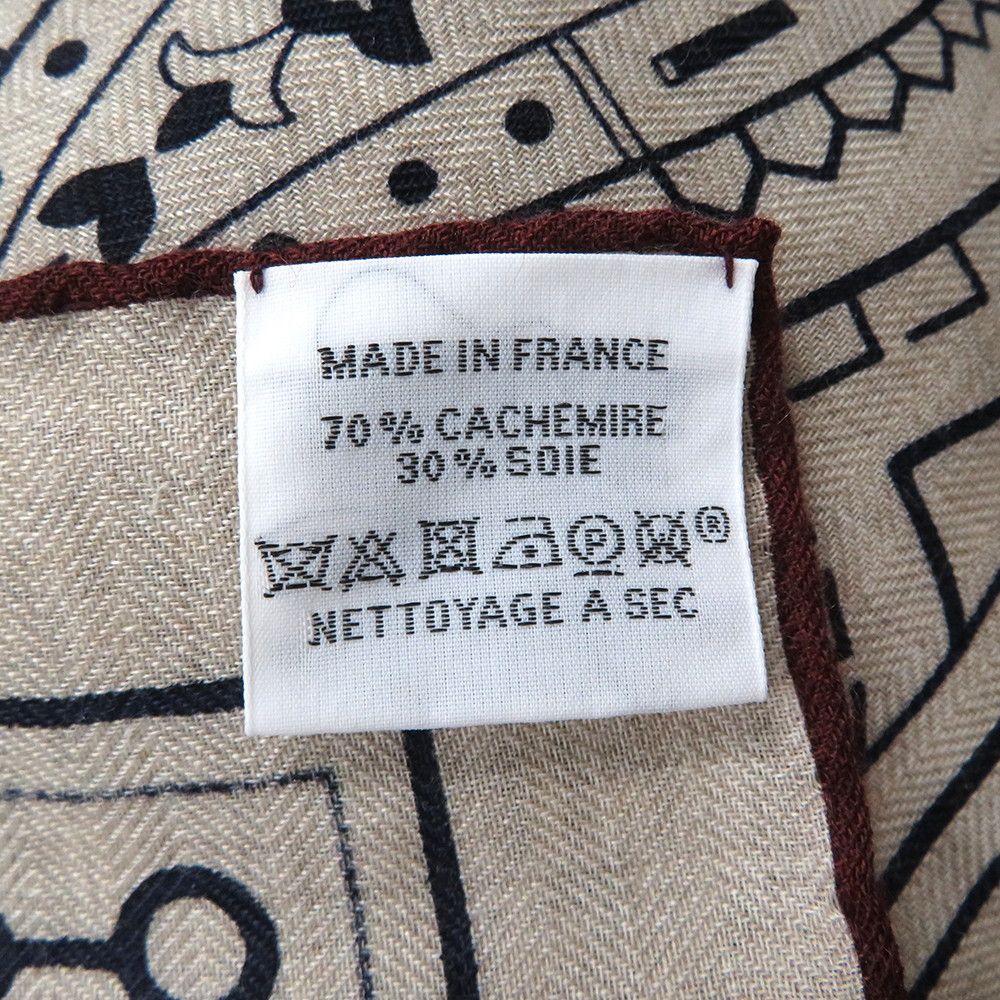 MADE IN FRANCE
70% CACHEMIRE
30% SOIE
P ®
NETTOYAGE A SEC